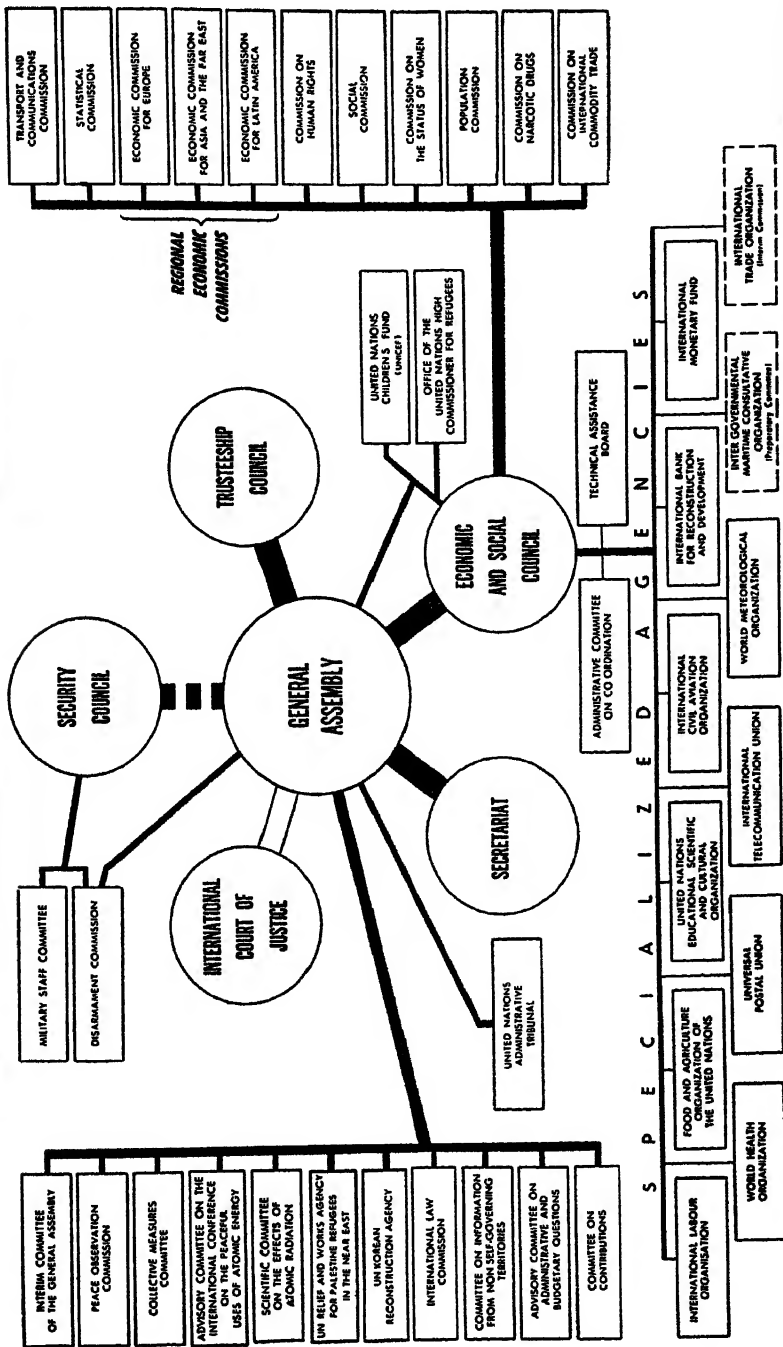 INTERIM COMMITTEE
OF THE GENERAL ASSEMBLY
PEACE OBSERVATION
COMMISSION
COLLECTIVE MEASURES
COMMITTEE
ADVISORY COMMITTEE ON THE
INTERNATIONAL CONFERENCE
ON THE PEACEFUL
USES OF ATOMIC ENERGY
SCIENTIFIC COMMITTEE
ON THE EFFECTS OF
ATOMIC RADIATION
UN RELIEF AND WORKS AGENCY
FOR PALESTINE REFUGEES
IN THE NEAR EAST
UN KOREAN
RECONSTRUCTION AGENCY
INTERNATIONAL LAW
COMMISSION
COMMITTEE ON INFORMATION
FROM NON SELF-GOVERNING
TERRITORIES
ADVISORY COMMITTEE ON
ADMINISTRATIVE AND
BUDGETARY QUESTIONS
COMMITTEE ON
CONTRIBUTIONS
MILITARY STAFF COMMITTEE
DISARMAMENT COMMISSION
UNITED NATIONS
ADMINISTRATIVE
TRIBUNAL
SECURITY
COUNCIL
INTERNATIONAL
COURT OF
JUSTICE
GENERAL
ASSEMBLY
TRUSTEESHIP
COUNCIL
SECRETARIAT
ECONOMIC
AND SOCIAL
COUNCIL
REGIONAL
ECONOMIC
COMMISSIONS
UNITED NATIONS
CHILDREN'S FUND
(UNICEF)
OFFICE OF THE
UNITED NATIONS HIGH
COMMISSIONER FOR REFUGEES
TRANSPORT AND
COMMUNICATIONS
COMMISSION
STATISTICAL
COMMISSION
ECONOMIC COMMISSION
FOR EUROPE
ECONOMIC COMMISSION
FOR ASIA AND THE FAR EAST
ECONOMIC COMMISSION
FOR LATIN AMERICA
COMMISSION ON
HUMAN RIGHTS
SOCIAL
COMMISSION
COMMISSION ON
THE STATUS OF WOMEN
POPULATION
COMMISSION
COMMISSION ON
NARCOTIC DRUGS
COMMISSION ON
INTERNATIONAL
COMMODITY TRADE
ADMINISTRATIVE COMMITTEE
ON CO ORDINATION
TECHNICAL ASSISTANCE
BOARD
SPECIALIZED AGENCIES
INTERNATIONAL LABOUR
ORGANISATION
FOOD AND AGRICULTURE
ORGANIZATION OF
THE UNITED NATIONS
UNITED NATIONS
EDUCATIONAL SCIENTIFIC
AND CULTURAL
ORGANIZATION
INTERNATIONAL
CIVIL AVIATION
ORGANIZATION
INTERNATIONAL BANK
FOR RECONSTRUCTION
AND DEVELOPMENT
INTERNATIONAL
MONETARY FUND
WORLD HEALTH
ORGANIZATION
UNIVERSAL
POSTAL UNION
INTERNATIONAL
TELECOMMUNICATION UNION
WORLD METEOROLOGICAL
ORGANIZATION
INTER GOVERNMENTAL
MARITIME CONSULTATIVE
ORGANIZATION
(Preparatory Committee)
INTERNATIONAL
TRADE ORGANIZATION
(Interim Commission)